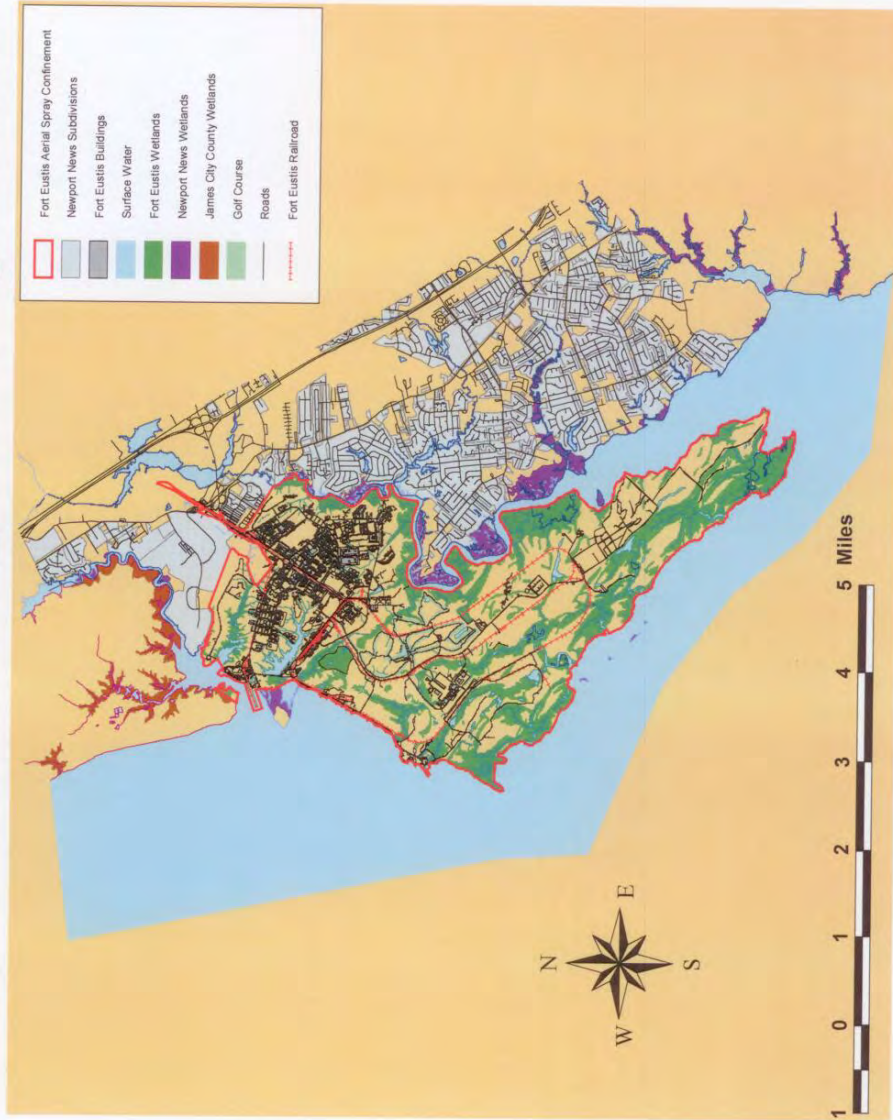 Fort Eustis Aerial Spray Confinement
Newport News Subdivisions
Fort Eustis Buildings
Surface Water
Fort Eustis Wetlands
Newport News Wetlands
James City County Wetlands
Golf Course
Roads
Fort Eustis Railroad
N
W
E
S
1 0 1 2 3 4 5 Miles